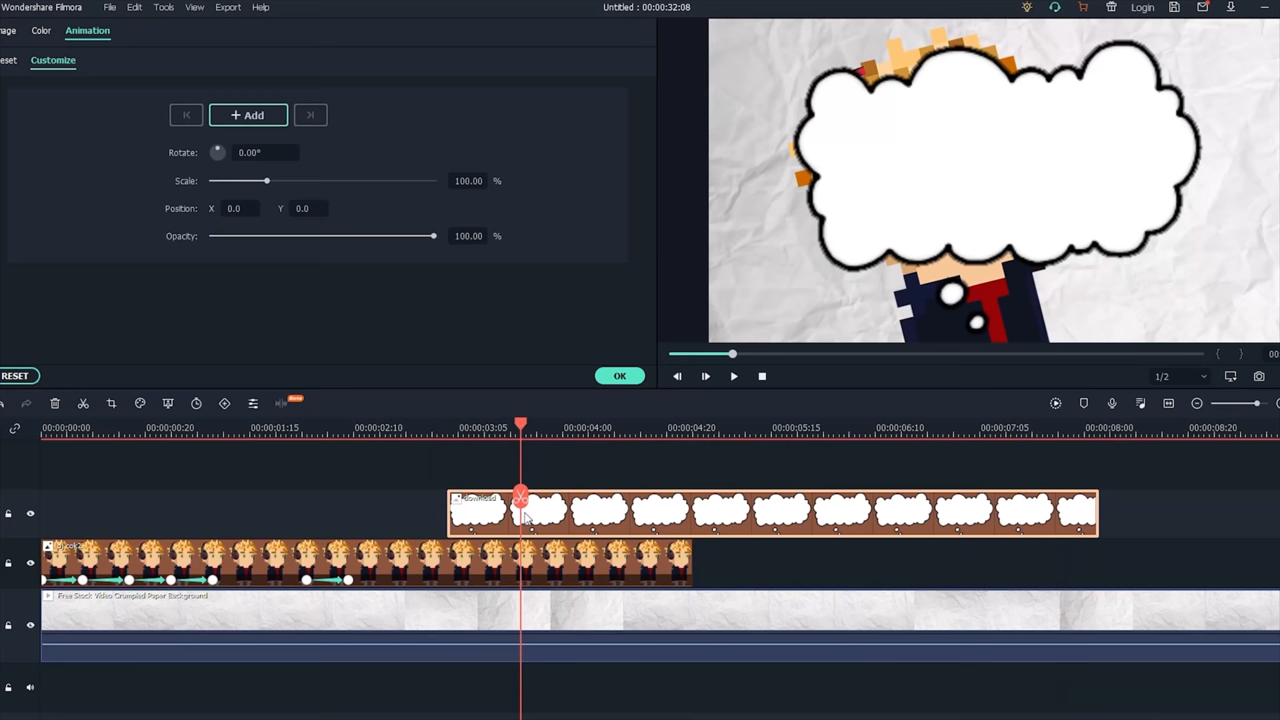 Wondershare Filmora File Edit View Tools View Export Help Untitled : 00:00:32:08 Login
Color Animation
Customize
+ Add
Rotate: 0.00°
Scale: 100.00 %
Position: X 0.0 Y 0.0
Opacity: 100.00 %
RESET OK
1/2
Beta
00:00:00:00 00:00:00:20 00:00:01:15 00:00:02:10 00:00:03:05 00:00:04:00 00:00:04:20 00:00:05:15 00:00:06:10 00:00:07:05 00:00:08:00 00:00:08:20
download
Free Stock Video Crumpled Paper Background